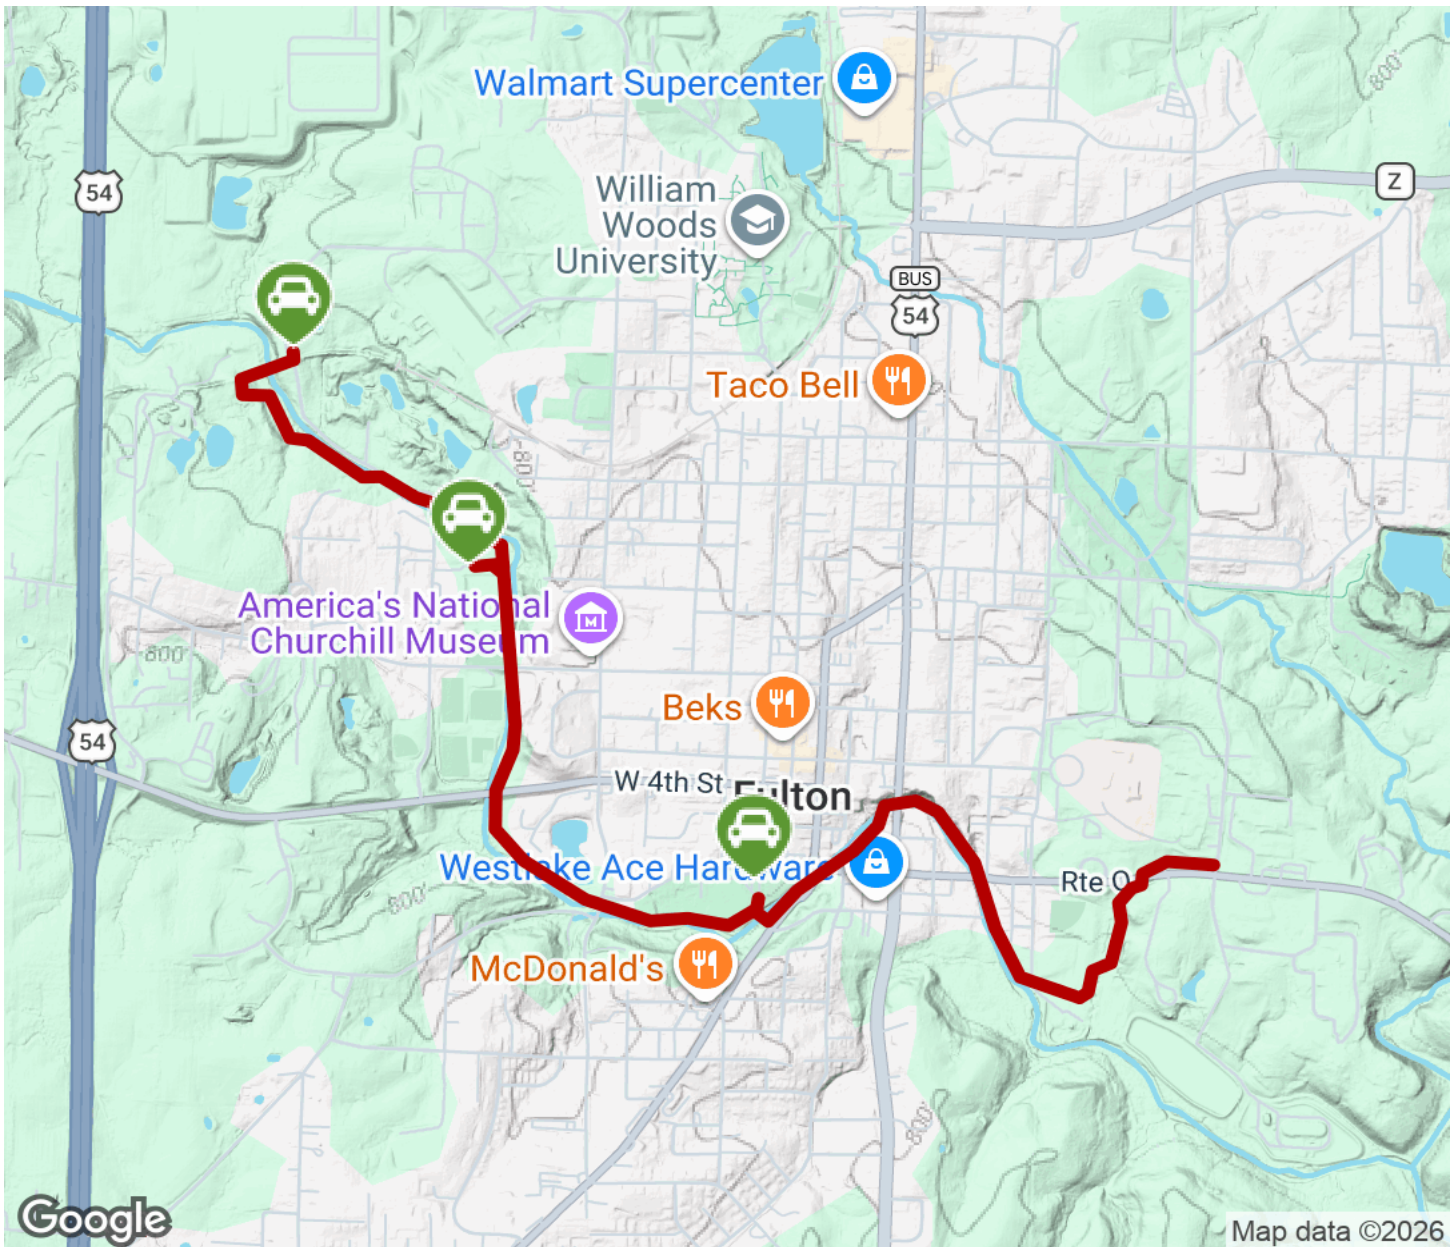 Walmart Supercenter
800'
54
Z
William
Woods
University
BUS
54
Taco Bell
800'
America's National
Churchill Museum
800'
Beks
54
W 4th St
Fulton
Westlake Ace Hardware
Rte O
800'
McDonald's
800'
Google
Map data ©2026